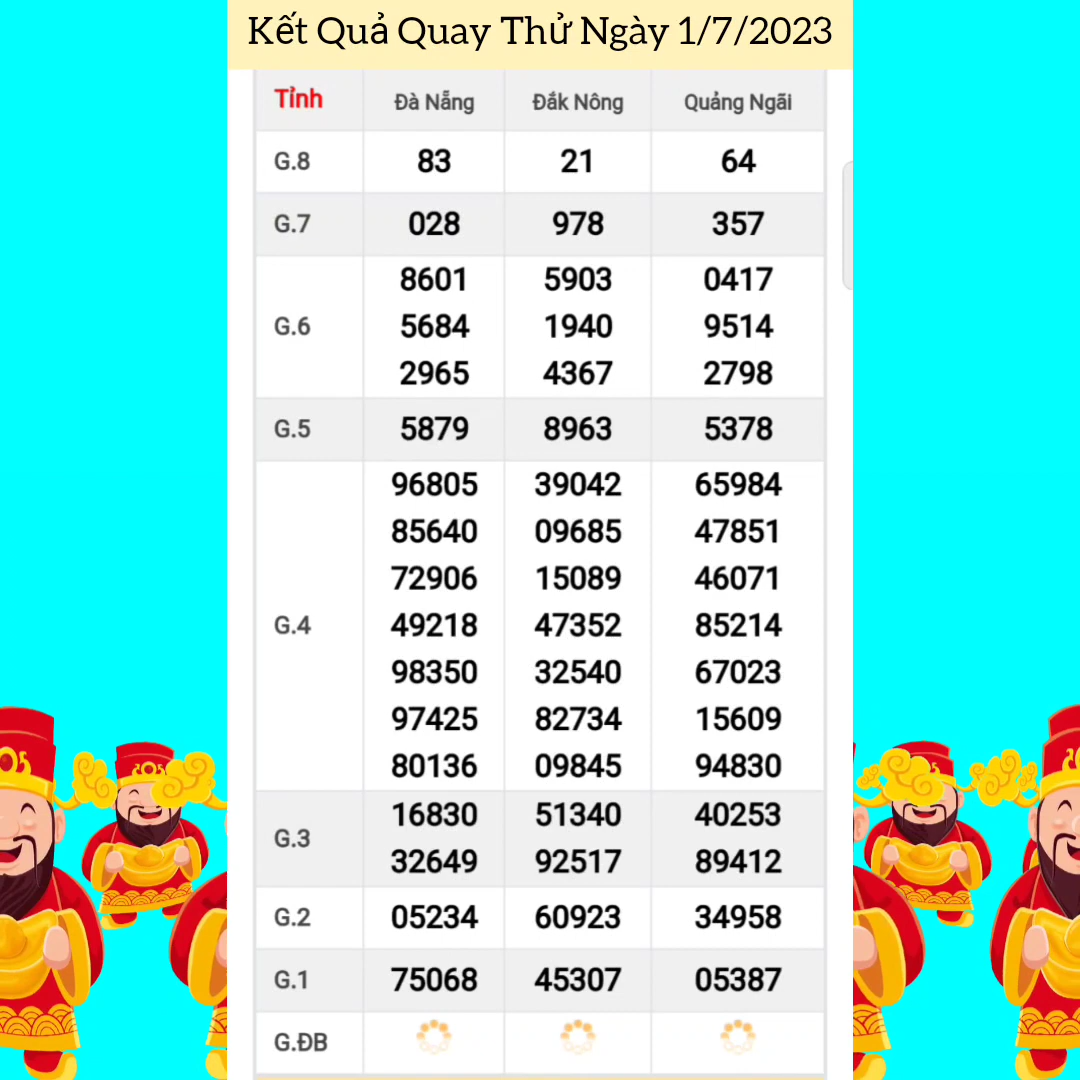 Kết Quả Quay Thử Ngày 1/7/2023
Tỉnh Đà Nẵng Đắk Nông Quảng Ngãi
G.8 83 21 64
G.7 028 978 357
8601 5903 0417
G.6 5684 1940 9514
2965 4367 2798
G.5 5879 8963 5378
96805 39042 65984
85640 09685 47851
72906 15089 46071
G.4 49218 47352 85214
98350 32540 67023
97425 82734 15609
80136 09845 94830
G.3 16830 51340 40253
32649 92517 89412
G.2 05234 60923 34958
G.1 75068 45307 05387
G.ĐB